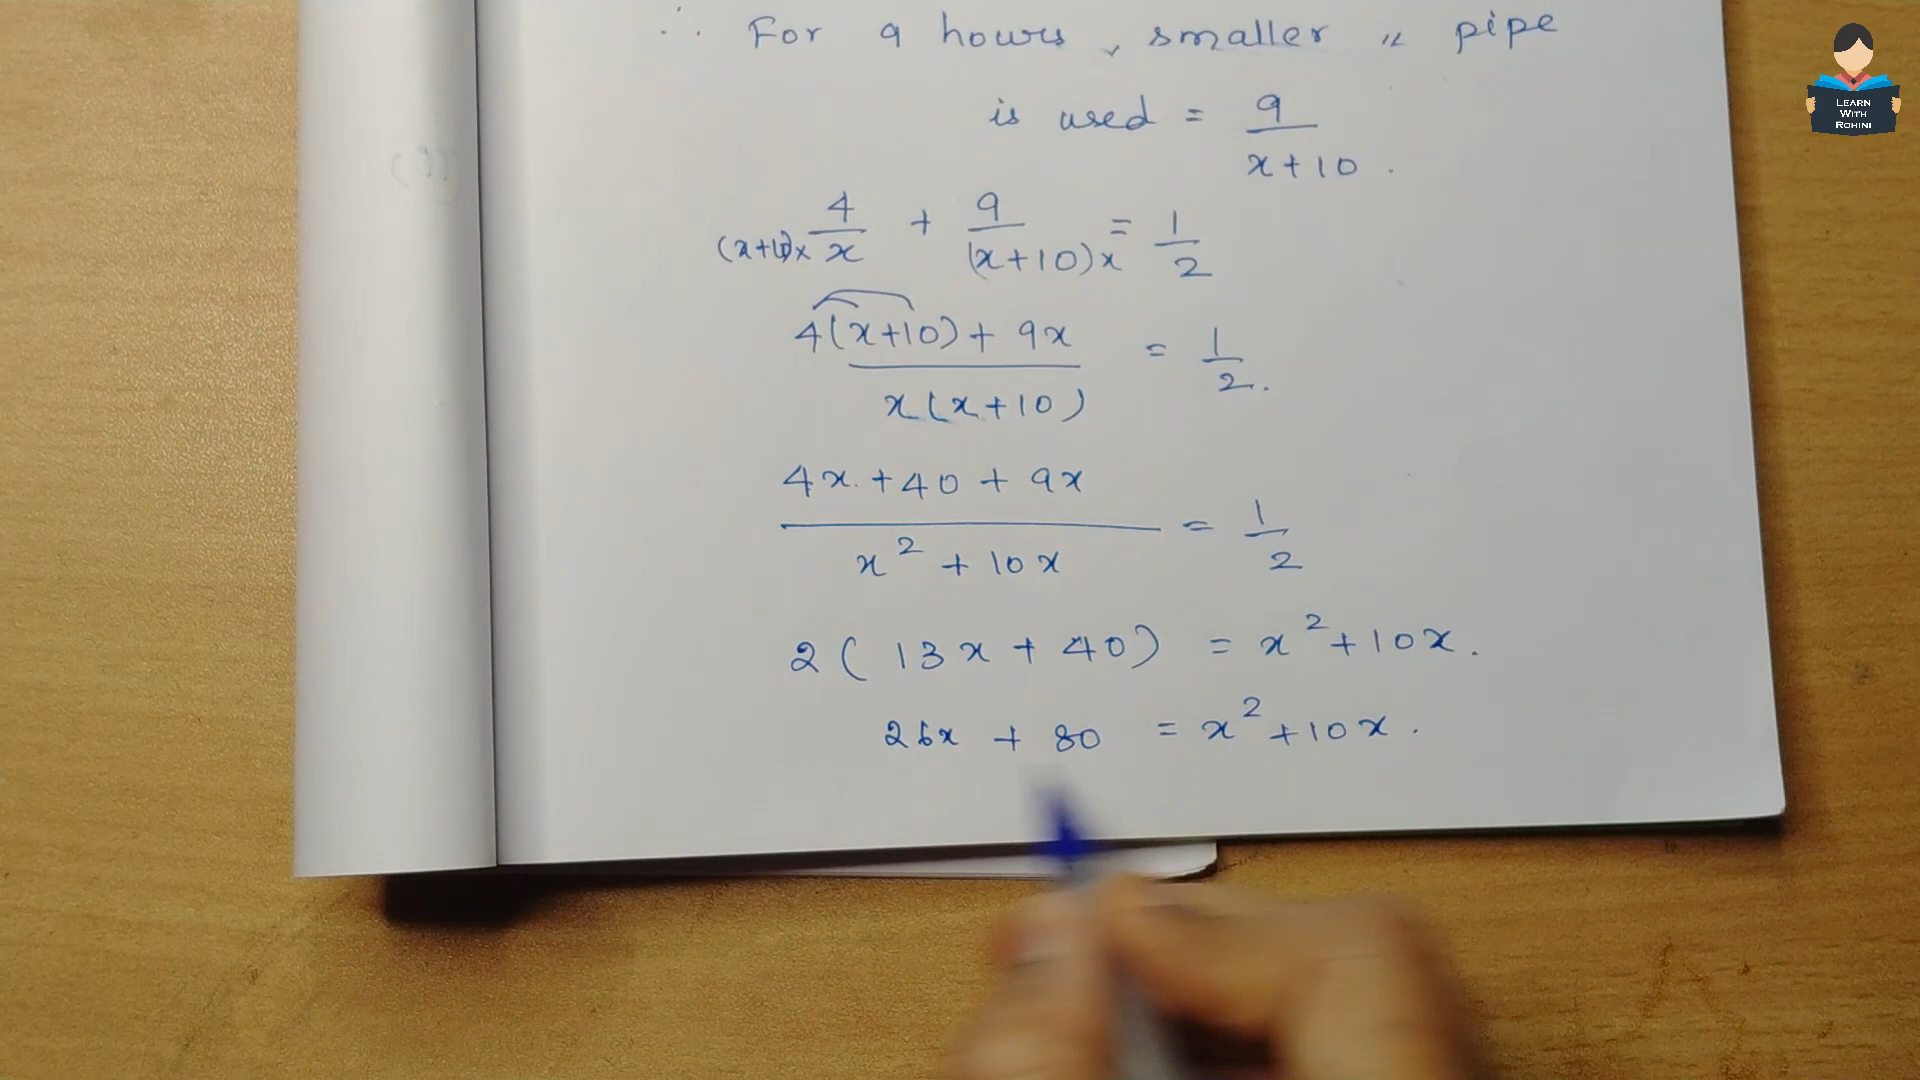 ∴ For 9 hours, smaller 〃 pipe
is used = 9/(x+10).
(x+10)x 4/x + 9/(x+10)x = 1/2
4(x+10) + 9x / x(x+10) = 1/2.
4x + 40 + 9x / x² + 10x = 1/2
2(13x + 40) = x² + 10x.
26x + 80 = x² + 10x.
LEARN
WITH
ROHINI